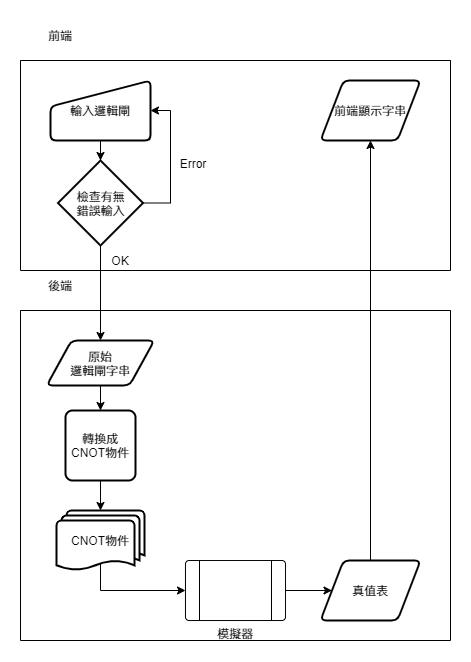 前端
輸入邏輯閘
前端顯示字串
Error
檢查有無
錯誤輸入
OK
後端
原始
邏輯閘字串
轉換成
CNOT物件
CNOT物件
真值表
模擬器